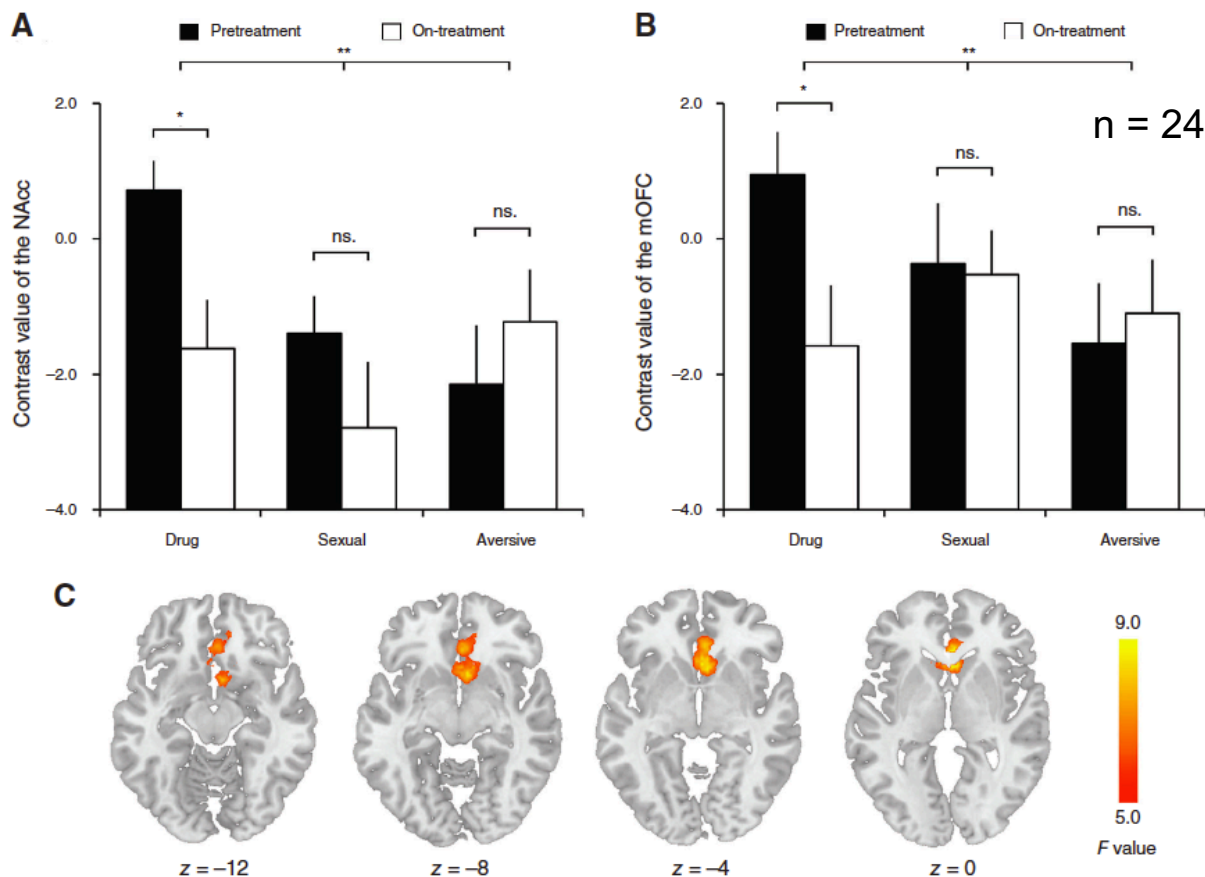 A
Pretreatment
On-treatment
**
2.0
0.0
–2.0
–4.0
Contrast value of the NAcc
*
ns.
ns.
Drug
Sexual
Aversive
B
Pretreatment
On-treatment
**
n = 24
2.0
0.0
–2.0
–4.0
Contrast value of the mOFC
*
ns.
ns.
Drug
Sexual
Aversive
C
9.0
5.0
F value
z = –12
z = –8
z = –4
z = 0